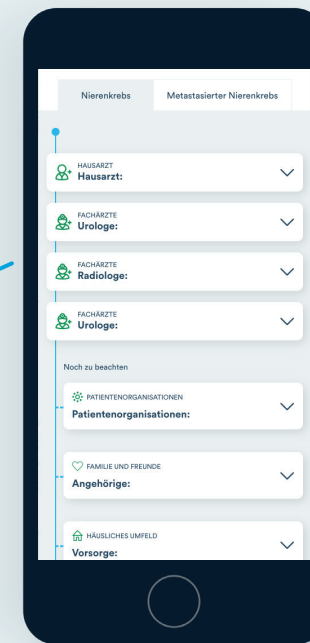 Nierenkrebs
Metastasierter Nierenkrebs
HAUSARZT
Hausarzt:
FACHÄRZTE
Urologe:
FACHÄRZTE
Radiologe:
FACHÄRZTE
Urologe:
Noch zu beachten
PATIENTENORGANISATIONEN
Patientenorganisationen:
FAMILIE UND FREUNDE
Angehörige:
HÄUSLICHES UMFELD
Vorsorge: